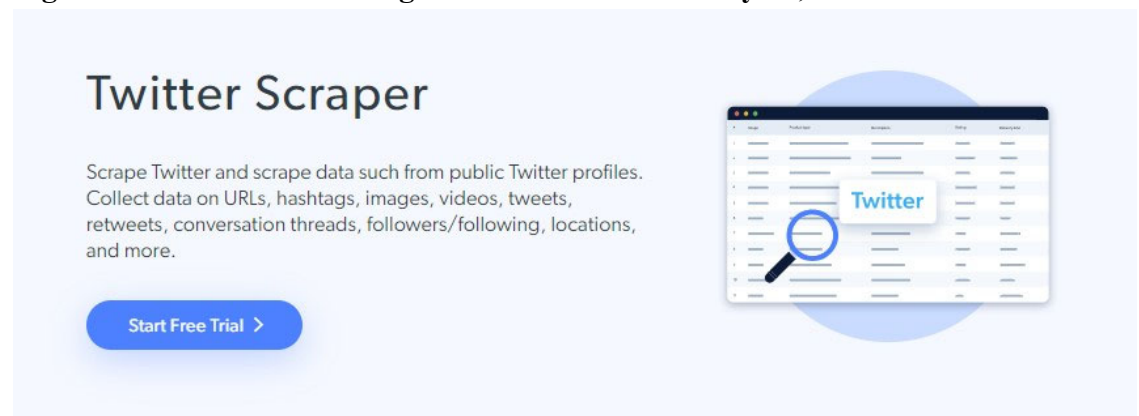 Twitter Scraper
Scrape Twitter and scrape data such from public Twitter profiles.
Collect data on URLs, hashtags, images, videos, tweets,
retweets, conversation threads, followers/following, locations,
and more.
Start Free Trial >
Twitter